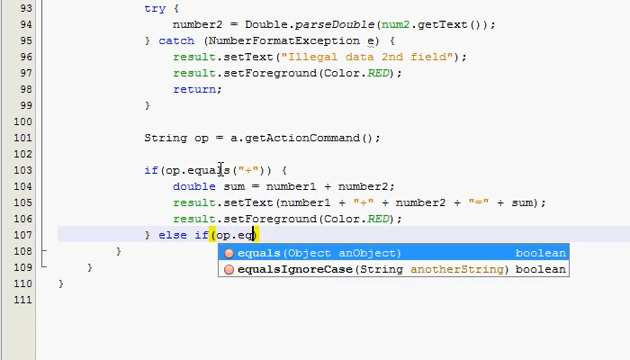 93 try {
94 number2 = Double.parseDouble(num2.getText());
95 } catch (NumberFormatException e) {
96 result.setText("Illegal data 2nd field");
97 result.setForeground(Color.RED);
98 return;
99 }
100
101 String op = a.getActionCommand();
102
103 if(op.equals("+")) {
104 double sum = number1 + number2;
105 result.setText(number1 + "+" + number2 + "=" + sum);
106 result.setForeground(Color.RED);
107 } else if(op.eq)
equals(Object anObject) boolean
108 }
equalsIgnoreCase(String anotherString) boolean
109 }
110 }
111